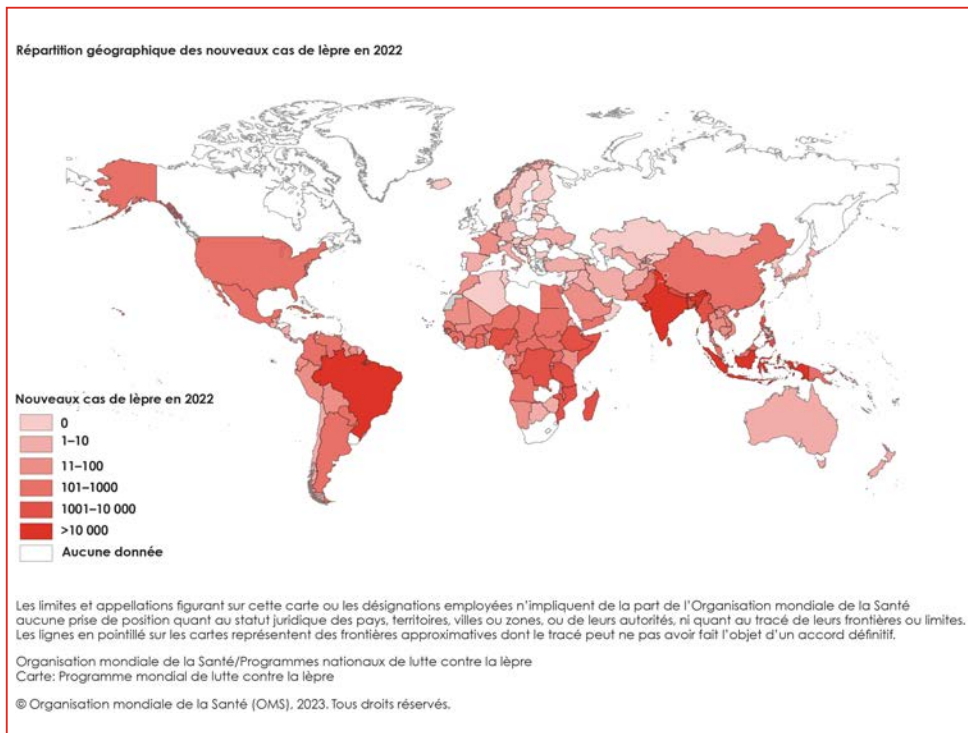 Répartition géographique des nouveaux cas de lèpre en 2022
Nouveaux cas de lèpre en 2022
0
1–10
11–100
101–1000
1001–10 000
>10 000
Aucune donnée
Les limites et appellations figurant sur cette carte ou les désignations employées n’impliquent de la part de l’Organisation mondiale de la Santé
aucune prise de position quant au statut juridique des pays, territoires, villes ou zones, ou de leurs autorités, ni quant au tracé de leurs frontières ou limites.
Les lignes en pointillé sur les cartes représentent des frontières approximatives dont le tracé peut ne pas avoir fait l’objet d’un accord définitif.
Organisation mondiale de la Santé/Programmes nationaux de lutte contre la lèpre
Carte: Programme mondial de lutte contre la lèpre
© Organisation mondiale de la Santé (OMS), 2023. Tous droits réservés.